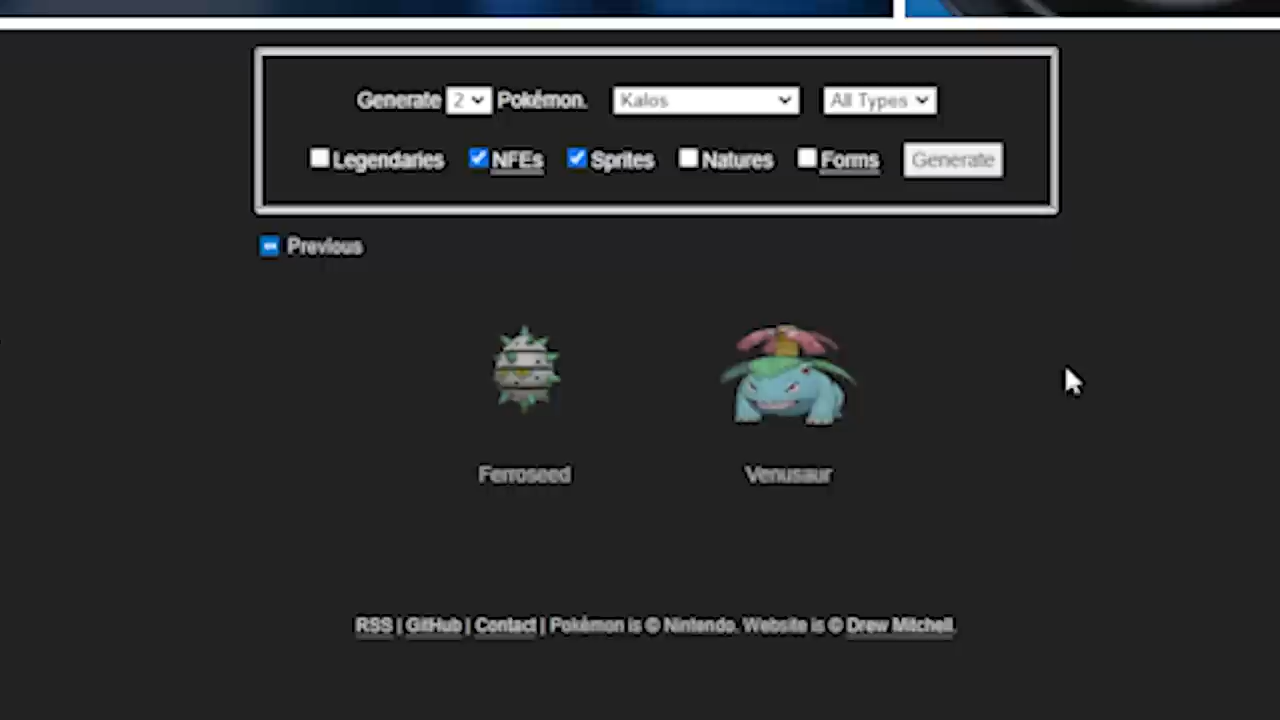 Generate 2 Pokémon. Kalos All Types
Legendaries NFEs Sprites Natures Forms Generate
Previous
Ferroseed Venusaur
RSS | GitHub | Contact | Pokémon is © Nintendo. Website is © Drew Mitchell.